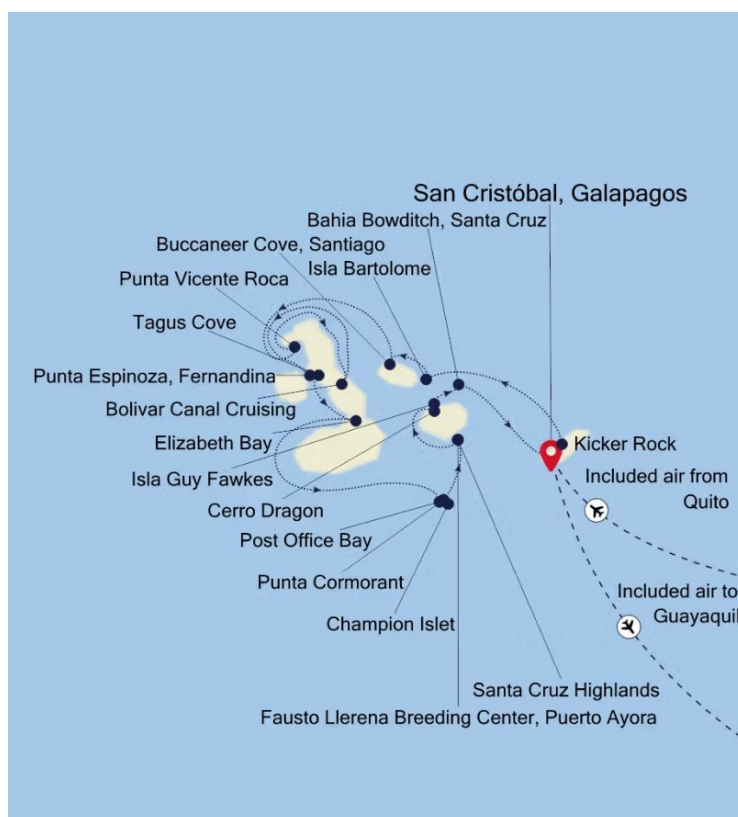 San Cristóbal, Galapagos
Bahia Bowditch, Santa Cruz
Buccaneer Cove, Santiago
Isla Bartolome
Punta Vicente Roca
Tagus Cove
Punta Espinoza, Fernandina
Bolivar Canal Cruising
Elizabeth Bay
Kicker Rock
Isla Guy Fawkes
Included air from
Quito
Cerro Dragon
Post Office Bay
Punta Cormorant
Included air to
Guayaquil
Champion Islet
Santa Cruz Highlands
Fausto Llerena Breeding Center, Puerto Ayora